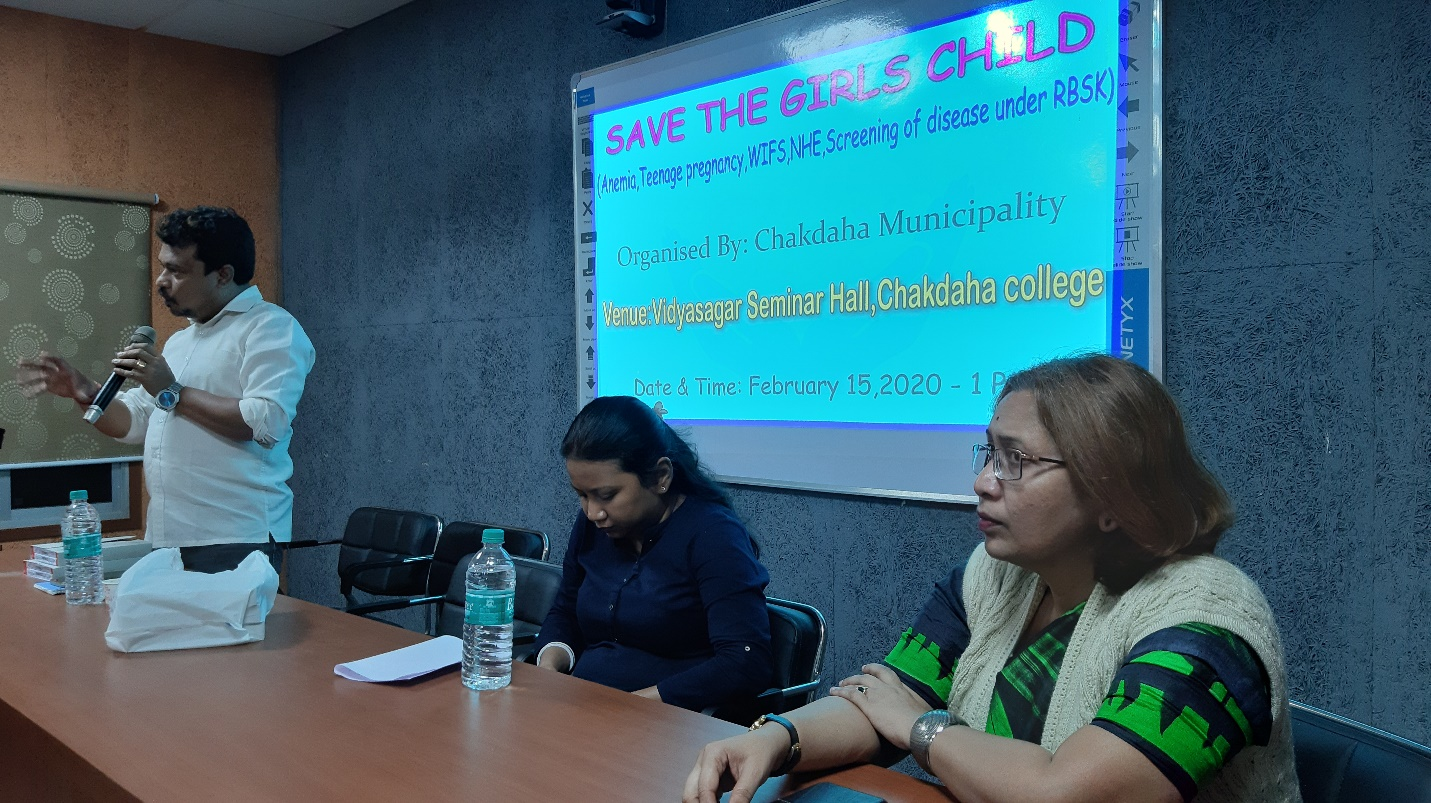 SAVE THE GIRLS CHILD
(Anemia,Teenage pregnancy,WIFS,NHE,Screening of disease under RBSK)
Organised By: Chakdaha Municipality
Venue:Vidyasagar Seminar Hall,Chakdaha college
Date & Time: February 15,2020 - 1 P
NETYX